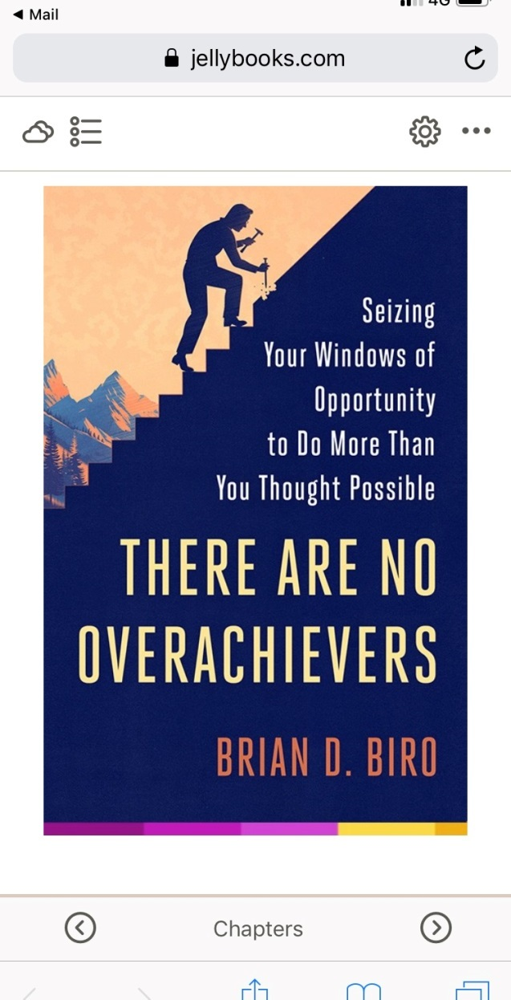 ◀ Mail
4G
jellybooks.com
Seizing
Your Windows of
Opportunity
to Do More Than
You Thought Possible
THERE ARE NO
OVERACHIEVERS
BRIAN D. BIRO
Chapters